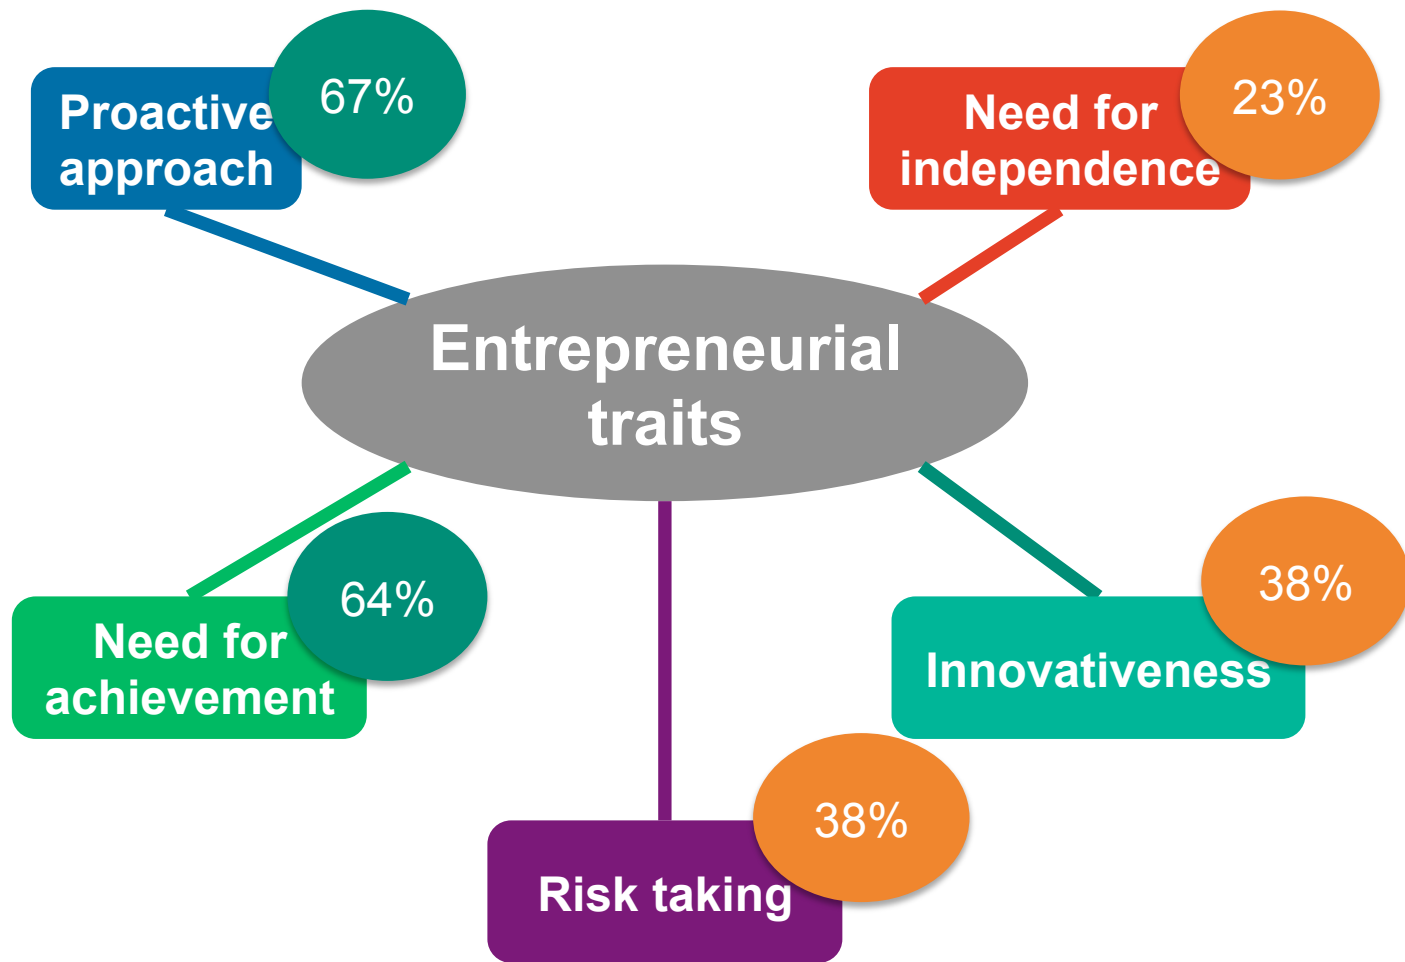 Proactive
approach
67%
Need for
independence
23%
Entrepreneurial
traits
Need for
achievement
64%
Innovativeness
38%
Risk taking
38%